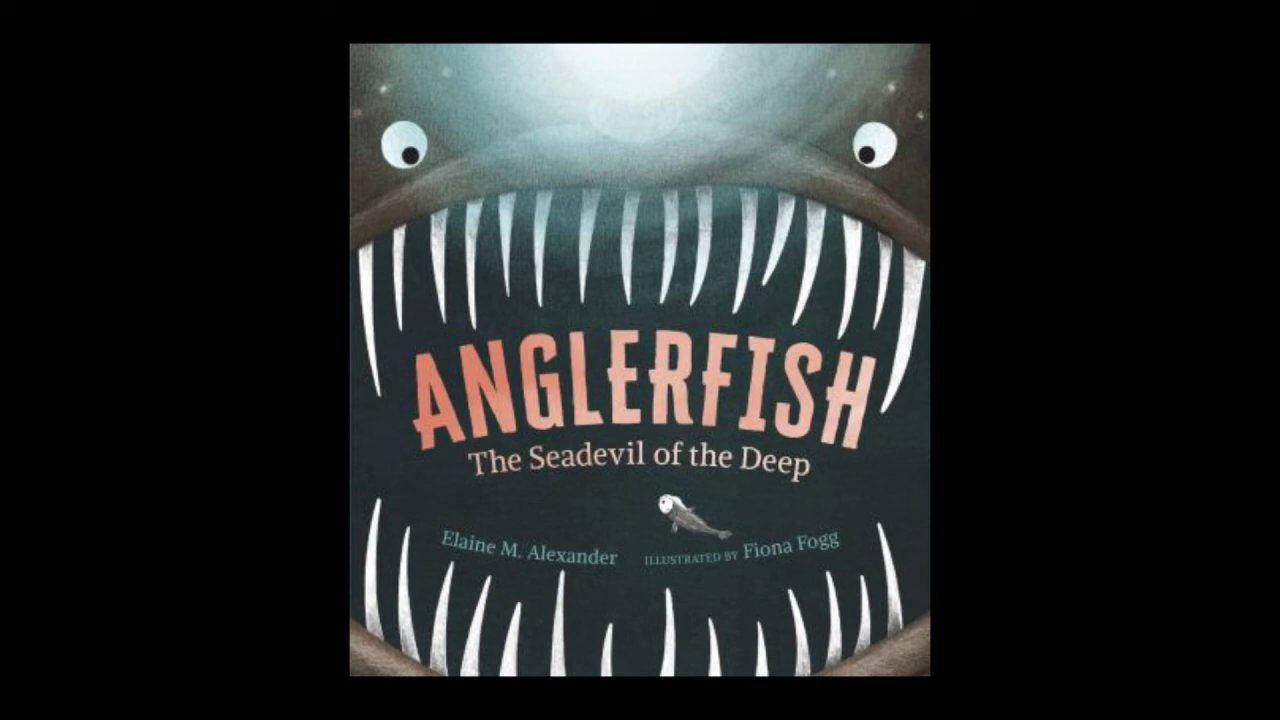 ANGLERFISH
The Seadevil of the Deep
Elaine M. Alexander
ILLUSTRATED BY Fiona Fogg